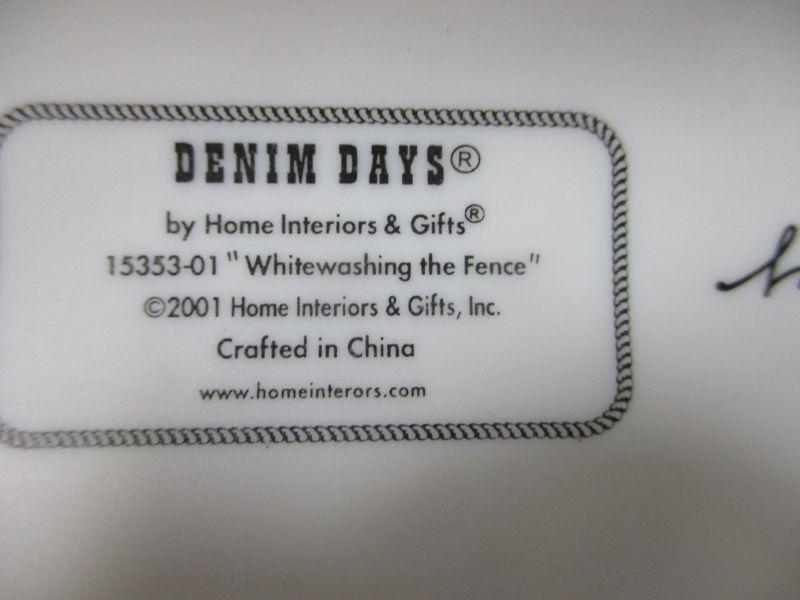 DENIM DAYS®
by Home Interiors & Gifts®
15353-01 "Whitewashing the Fence"
©2001 Home Interiors & Gifts, Inc.
Crafted in China
www.homeinterors.com